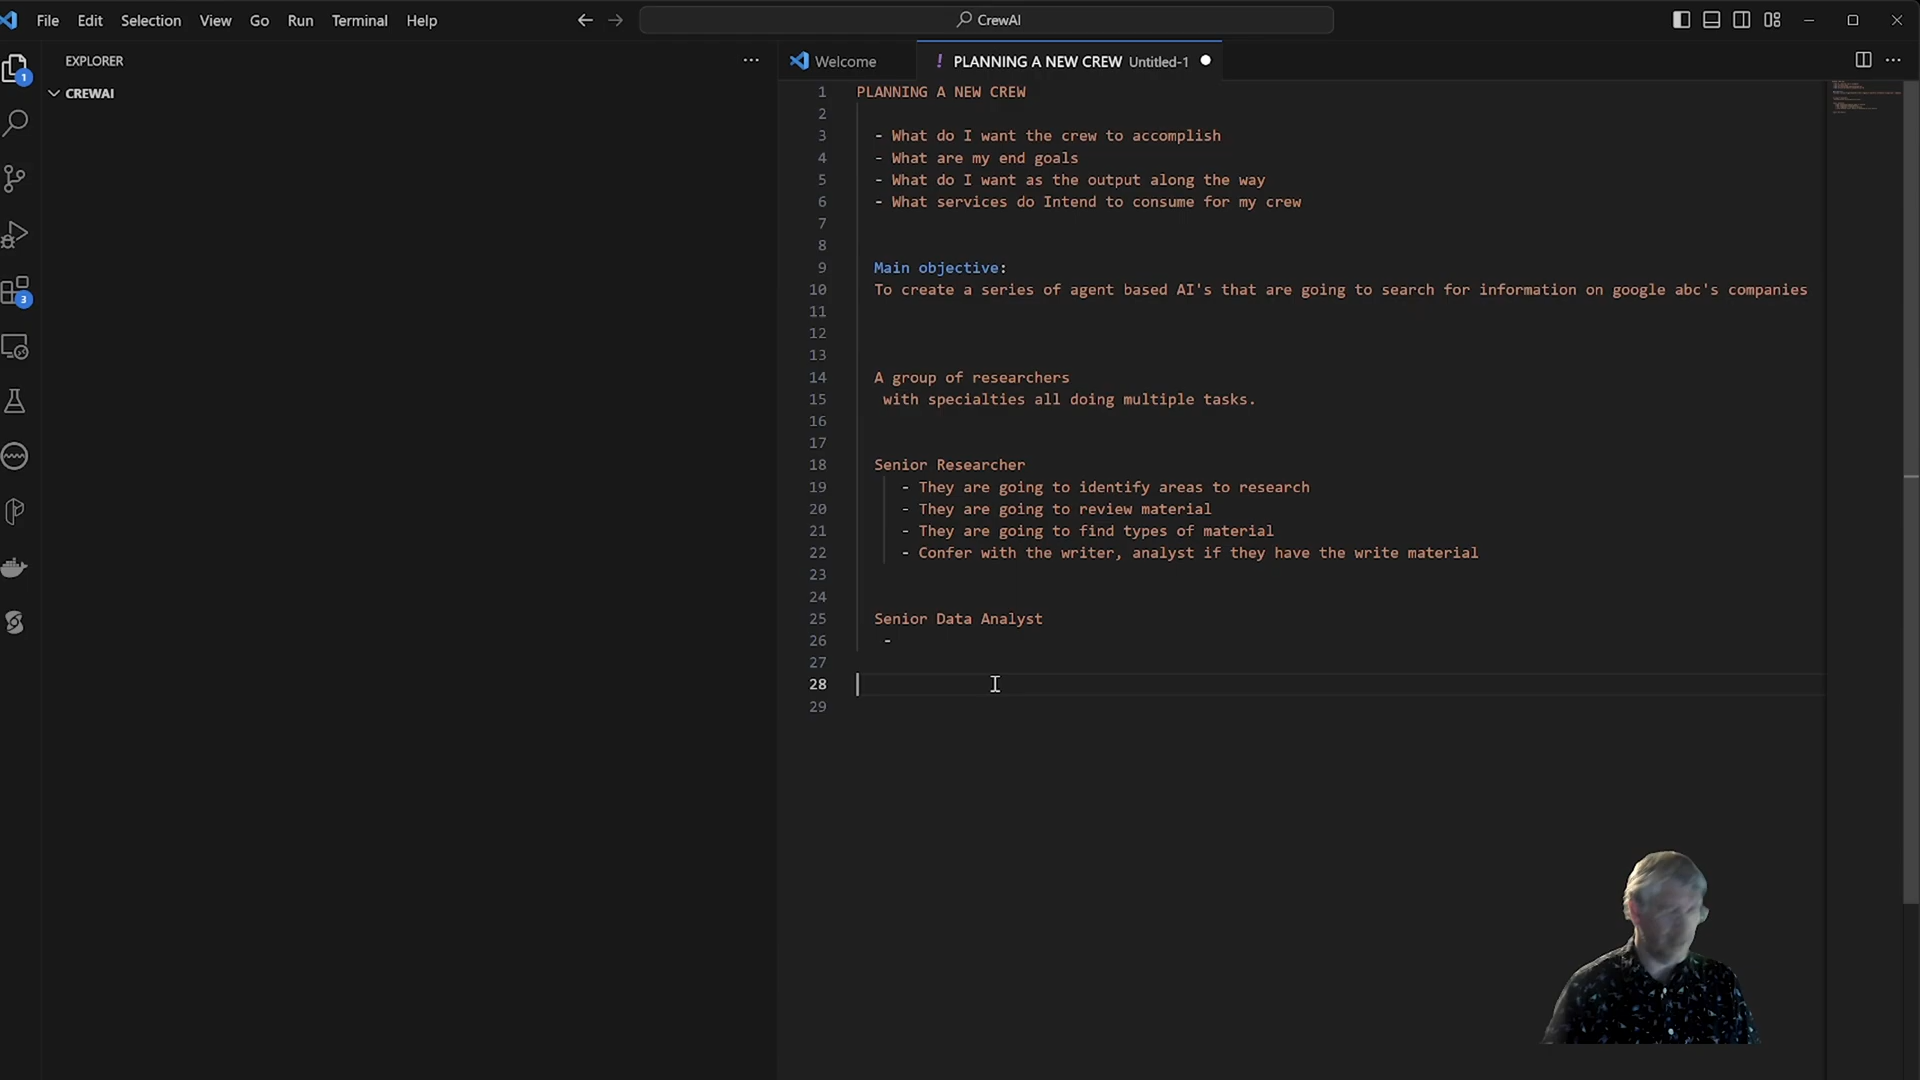 File Edit Selection View Go Run Terminal Help
CrewAI
EXPLORER
CREWAI
1
3
Welcome
! PLANNING A NEW CREW Untitled-1
1 PLANNING A NEW CREW
2
3 - What do I want the crew to accomplish
4 - What are my end goals
5 - What do I want as the output along the way
6 - What services do Intend to consume for my crew
7
8
9 Main objective:
10 To create a series of agent based AI's that are going to search for information on google abc's companies
11
12
13
14 A group of researchers
15 with specialties all doing multiple tasks.
16
17
18 Senior Researcher
19 - They are going to identify areas to research
20 - They are going to review material
21 - They are going to find types of material
22 - Confer with the writer, analyst if they have the write material
23
24
25 Senior Data Analyst
26 -
27
28
29